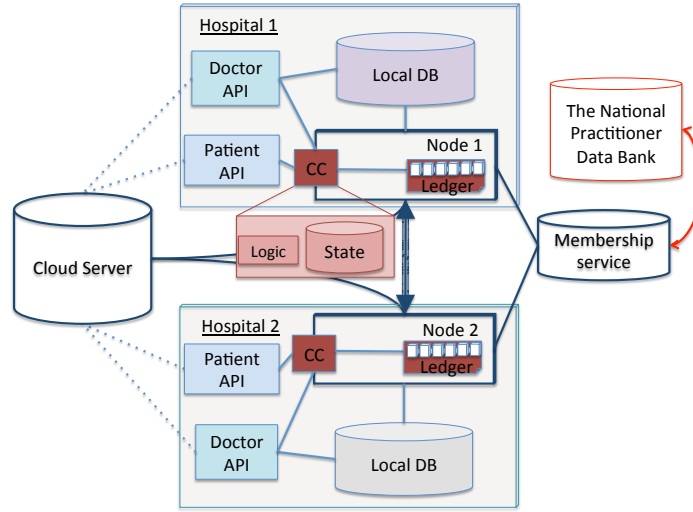 Hospital 1
Doctor
API
Local DB
Patient
API
CC
Node 1
Ledger
The National
Practitioner
Data Bank
Cloud Server
Logic
State
Membership
service
Hospital 2
Patient
API
CC
Node 2
Ledger
Doctor
API
Local DB